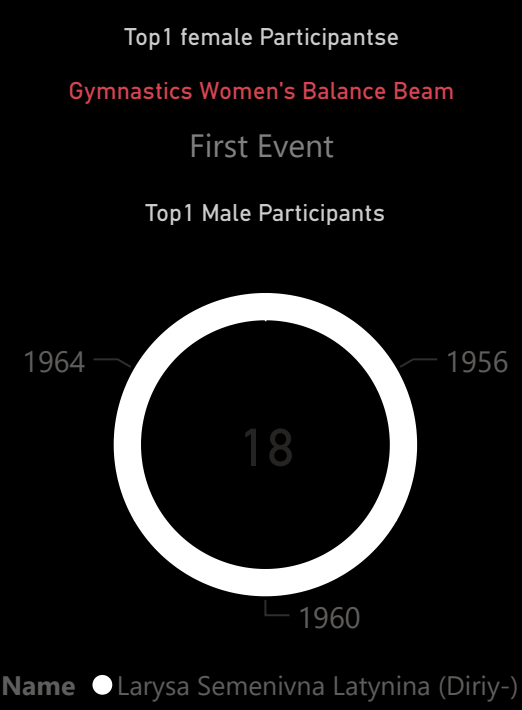 Top1 female Participantse
Gymnastics Women's Balance Beam
First Event
Top1 Male Participants
1964
1956
18
1960
Name Larysa Semenivna Latynina (Diriy-)